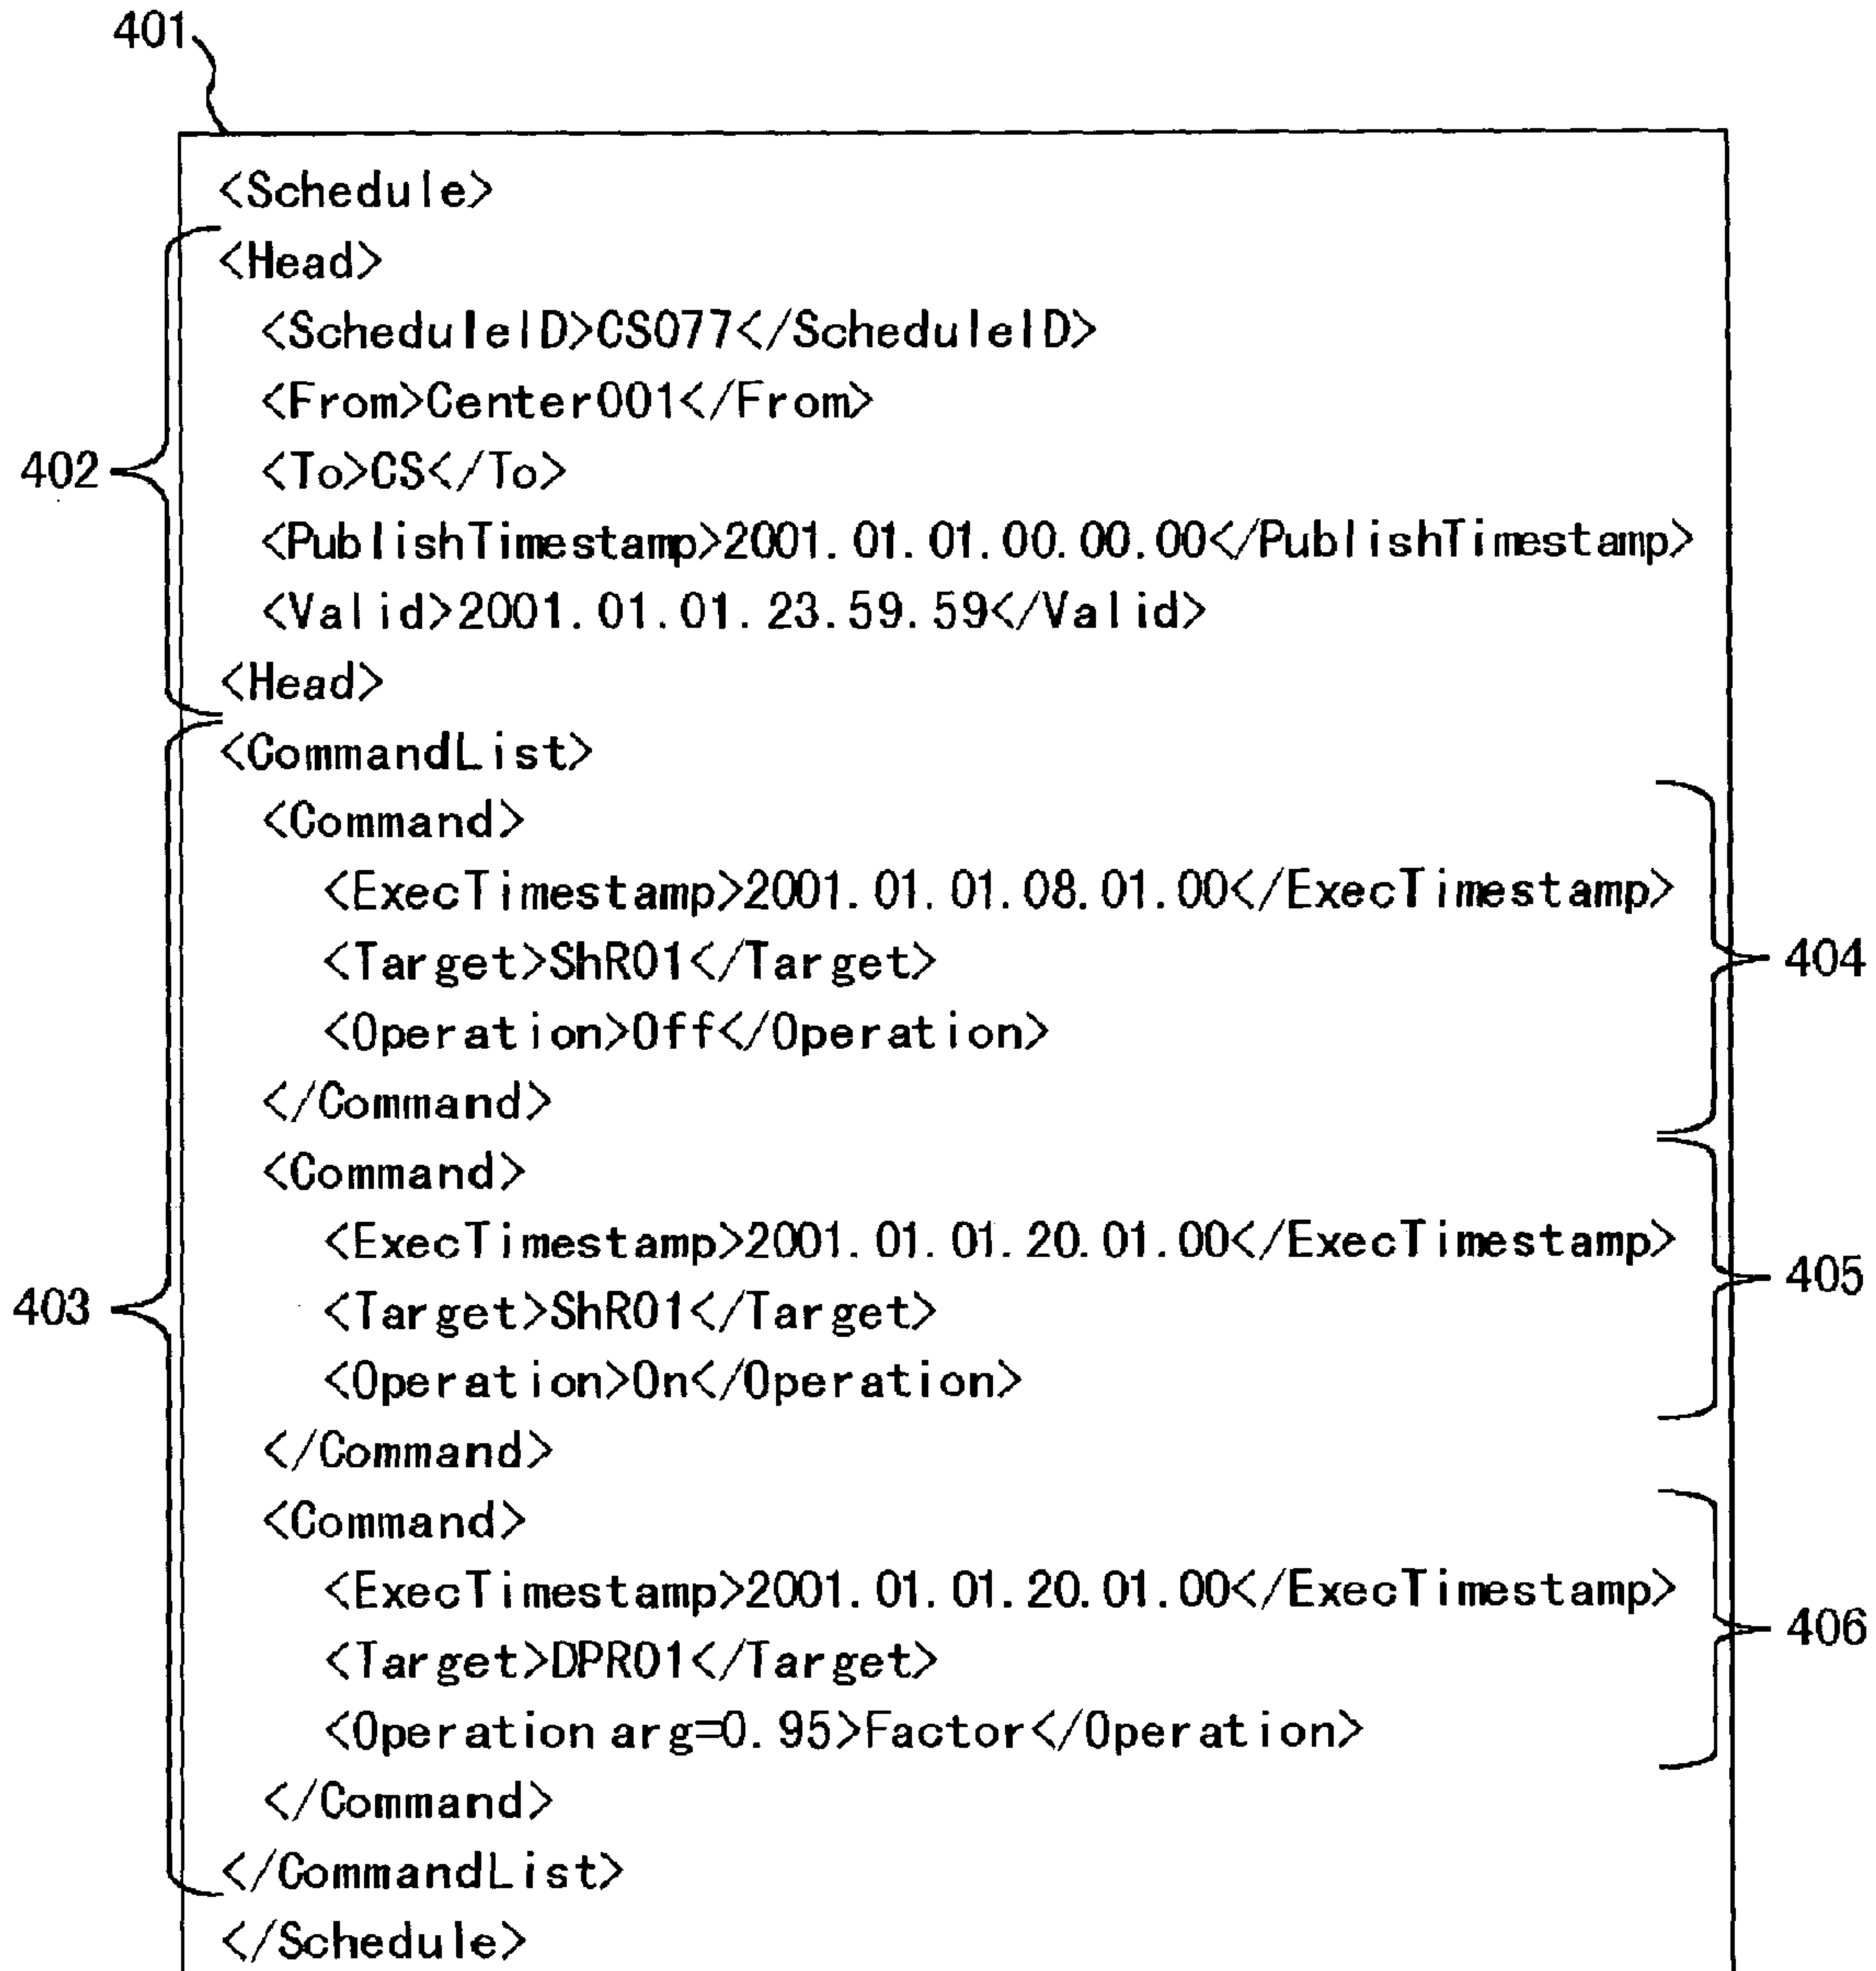 401
<Schedule>
<Head>
<ScheduleID>CS077</ScheduleID>
<From>Center001</From>
402
<To>CS</To>
<PublishTimestamp>2001.01.01.00.00.00</PublishTimestamp>
<Valid>2001.01.01.23.59.59</Valid>
<Head>
<CommandList>
<Command>
<ExecTimestamp>2001.01.01.08.01.00</ExecTimestamp>
<Target>ShR01</Target>
404
<Operation>Off</Operation>
</Command>
<Command>
<ExecTimestamp>2001.01.01.20.01.00</ExecTimestamp>
405
403
<Target>ShR01</Target>
<Operation>On</Operation>
</Command>
<Command>
<ExecTimestamp>2001.01.01.20.01.00</ExecTimestamp>
406
<Target>DPR01</Target>
<Operation arg=0.95>Factor</Operation>
</Command>
</CommandList>
</Schedule>